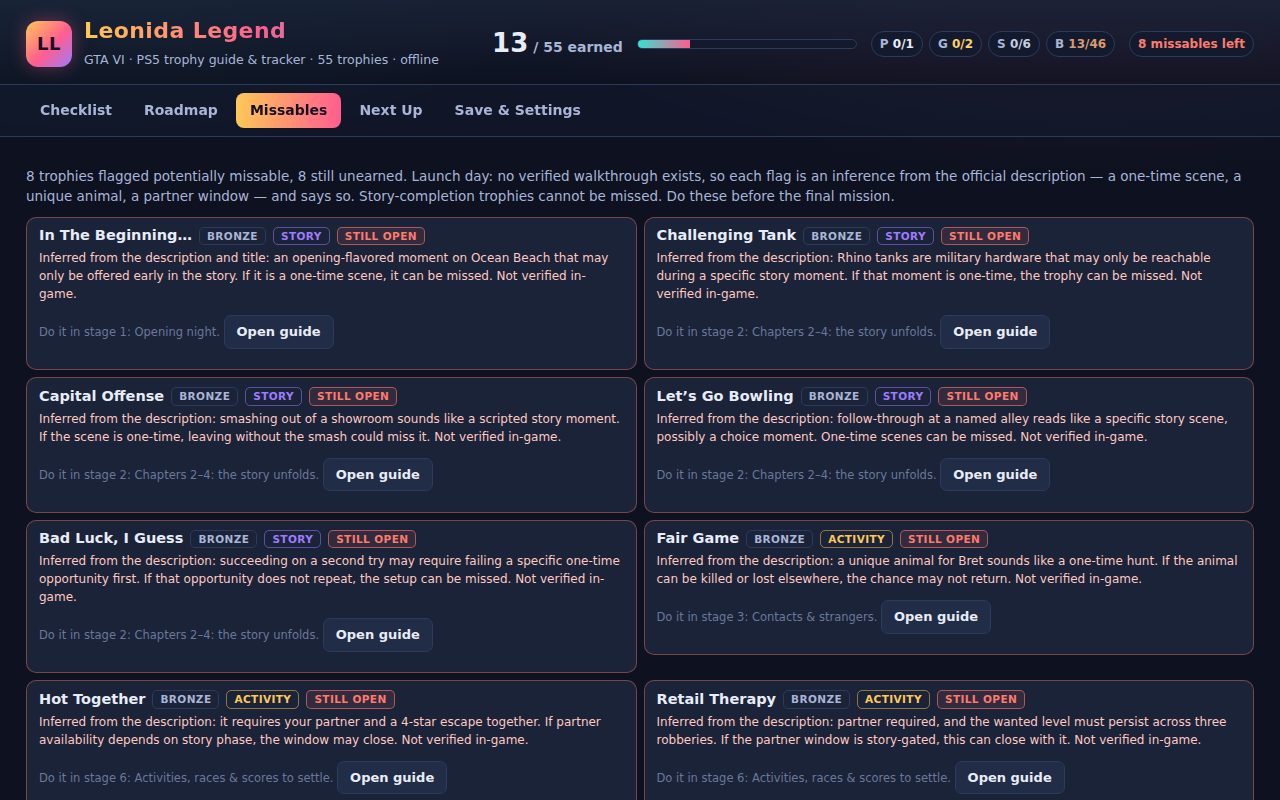 LL
Leonida Legend
GTA VI · PS5 trophy guide & tracker · 55 trophies · offline
13 / 55 earned
P 0/1
G 0/2
S 0/6
B 13/46
8 missables left
Checklist
Roadmap
Missables
Next Up
Save & Settings
8 trophies flagged potentially missable, 8 still unearned. Launch day: no verified walkthrough exists, so each flag is an inference from the official description — a one-time scene, a
unique animal, a partner window — and says so. Story-completion trophies cannot be missed. Do these before the final mission.
In The Beginning… BRONZE STORY STILL OPEN
Inferred from the description and title: an opening-flavored moment on Ocean Beach that may
only be offered early in the story. If it is a one-time scene, it can be missed. Not verified in-
game.
Do it in stage 1: Opening night. Open guide
Challenging Tank BRONZE STORY STILL OPEN
Inferred from the description: Rhino tanks are military hardware that may only be reachable
during a specific story moment. If that moment is one-time, the trophy can be missed. Not
verified in-game.
Do it in stage 2: Chapters 2–4: the story unfolds. Open guide
Capital Offense BRONZE STORY STILL OPEN
Inferred from the description: smashing out of a showroom sounds like a scripted story moment.
If the scene is one-time, leaving without the smash could miss it. Not verified in-game.
Do it in stage 2: Chapters 2–4: the story unfolds. Open guide
Let’s Go Bowling BRONZE STORY STILL OPEN
Inferred from the description: follow-through at a named alley reads like a specific story scene,
possibly a choice moment. One-time scenes can be missed. Not verified in-game.
Do it in stage 2: Chapters 2–4: the story unfolds. Open guide
Bad Luck, I Guess BRONZE STORY STILL OPEN
Inferred from the description: succeeding on a second try may require failing a specific one-time
opportunity first. If that opportunity does not repeat, the setup can be missed. Not verified in-
game.
Do it in stage 2: Chapters 2–4: the story unfolds. Open guide
Fair Game BRONZE ACTIVITY STILL OPEN
Inferred from the description: a unique animal for Bret sounds like a one-time hunt. If the animal
can be killed or lost elsewhere, the chance may not return. Not verified in-game.
Do it in stage 3: Contacts & strangers. Open guide
Hot Together BRONZE ACTIVITY STILL OPEN
Inferred from the description: it requires your partner and a 4-star escape together. If partner
availability depends on story phase, the window may close. Not verified in-game.
Do it in stage 6: Activities, races & scores to settle. Open guide
Retail Therapy BRONZE ACTIVITY STILL OPEN
Inferred from the description: partner required, and the wanted level must persist across three
robberies. If the partner window is story-gated, this can close with it. Not verified in-game.
Do it in stage 6: Activities, races & scores to settle. Open guide